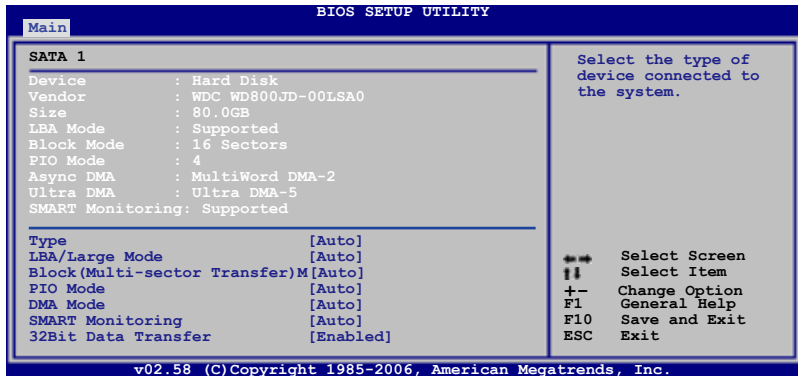 BIOS SETUP UTILITY
Main
SATA 1
Device : Hard Disk
Vendor : WDC WD800JD-00LSA0
Size : 80.0GB
LBA Mode : Supported
Block Mode : 16 Sectors
PIO Mode : 4
Async DMA : MultiWord DMA-2
Ultra DMA : Ultra DMA-5
SMART Monitoring: Supported
Type [Auto]
LBA/Large Mode [Auto]
Block(Multi-sector Transfer)M[Auto]
PIO Mode [Auto]
DMA Mode [Auto]
SMART Monitoring [Auto]
32Bit Data Transfer [Enabled]
Select the type of
device connected to
the system.
←→ Select Screen
↑↓ Select Item
+- Change Option
F1 General Help
F10 Save and Exit
ESC Exit
v02.58 (C)Copyright 1985-2006, American Megatrends, Inc.